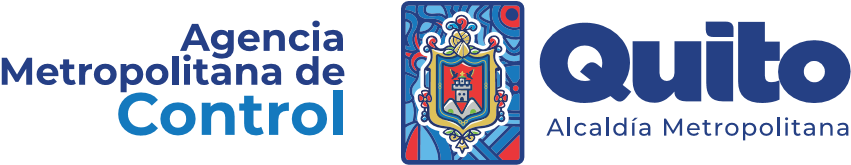 Agencia
Metropolitana de
Control
Quito
Alcaldía Metropolitana